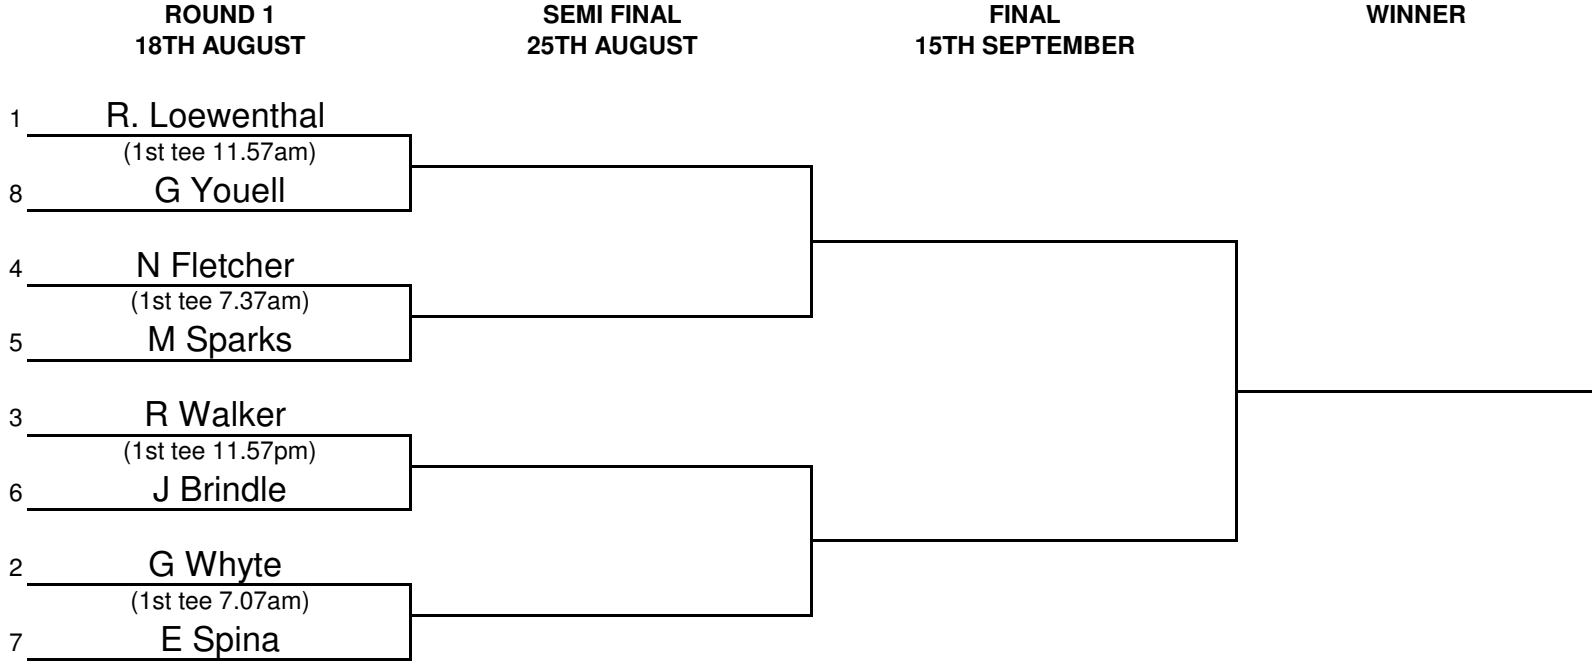 ROUND 1
18TH AUGUST
SEMI FINAL
25TH AUGUST
FINAL
15TH SEPTEMBER
WINNER
1 R. Loewenthal
(1st tee 11.57am)
8 G Youell
4 N Fletcher
(1st tee 7.37am)
5 M Sparks
3 R Walker
(1st tee 11.57pm)
6 J Brindle
2 G Whyte
(1st tee 7.07am)
7 E Spina